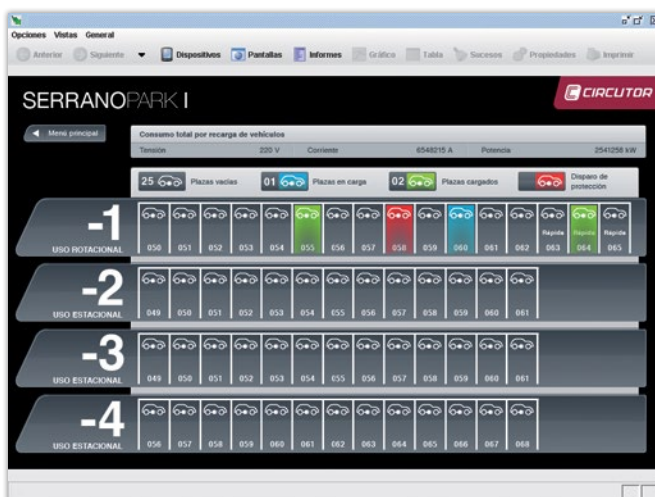 Opciones Vistas General
Anterior Siguiente Dispositivos Pantallas Informes Gráfico Tabla Sucesos Propiedades Imprimir
SERRANOPARK I
CIRCUTOR
Menú principal
Consumo total por recarga de vehículos
Tensión 220 V Corriente 6548215 A Potencia 2541256 kW
25 Plazas vacías 01 Plazas en carga 02 Plazas cargados Disparo de protección
-1
USO ROTACIONAL
Rápida Rápida Rápida
050 051 052 053 054 055 056 057 058 059 060 061 062 063 064 065
-2
USO ESTACIONAL
049 050 051 052 053 054 055 056 057 058 059 060 061
-3
USO ESTACIONAL
049 050 051 052 053 054 055 056 057 058 059 060 061
-4
USO ESTACIONAL
056 057 058 059 060 061 062 063 064 065 066 067 068